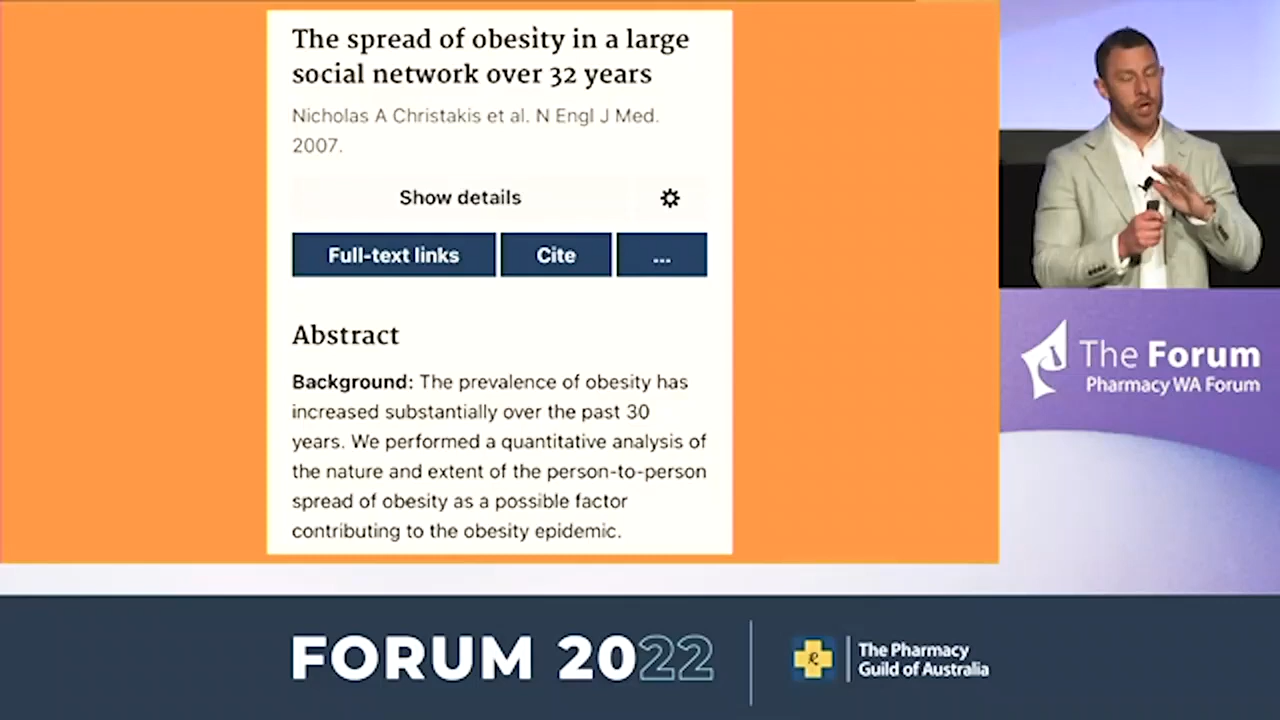 The spread of obesity in a large
social network over 32 years
Nicholas A Christakis et al. N Engl J Med.
2007.
Show details
Full-text links
Cite
...
Abstract
Background: The prevalence of obesity has
increased substantially over the past 30
years. We performed a quantitative analysis of
the nature and extent of the person-to-person
spread of obesity as a possible factor
contributing to the obesity epidemic.
The Forum
Pharmacy WA Forum
FORUM 2022
The Pharmacy
Guild of Australia